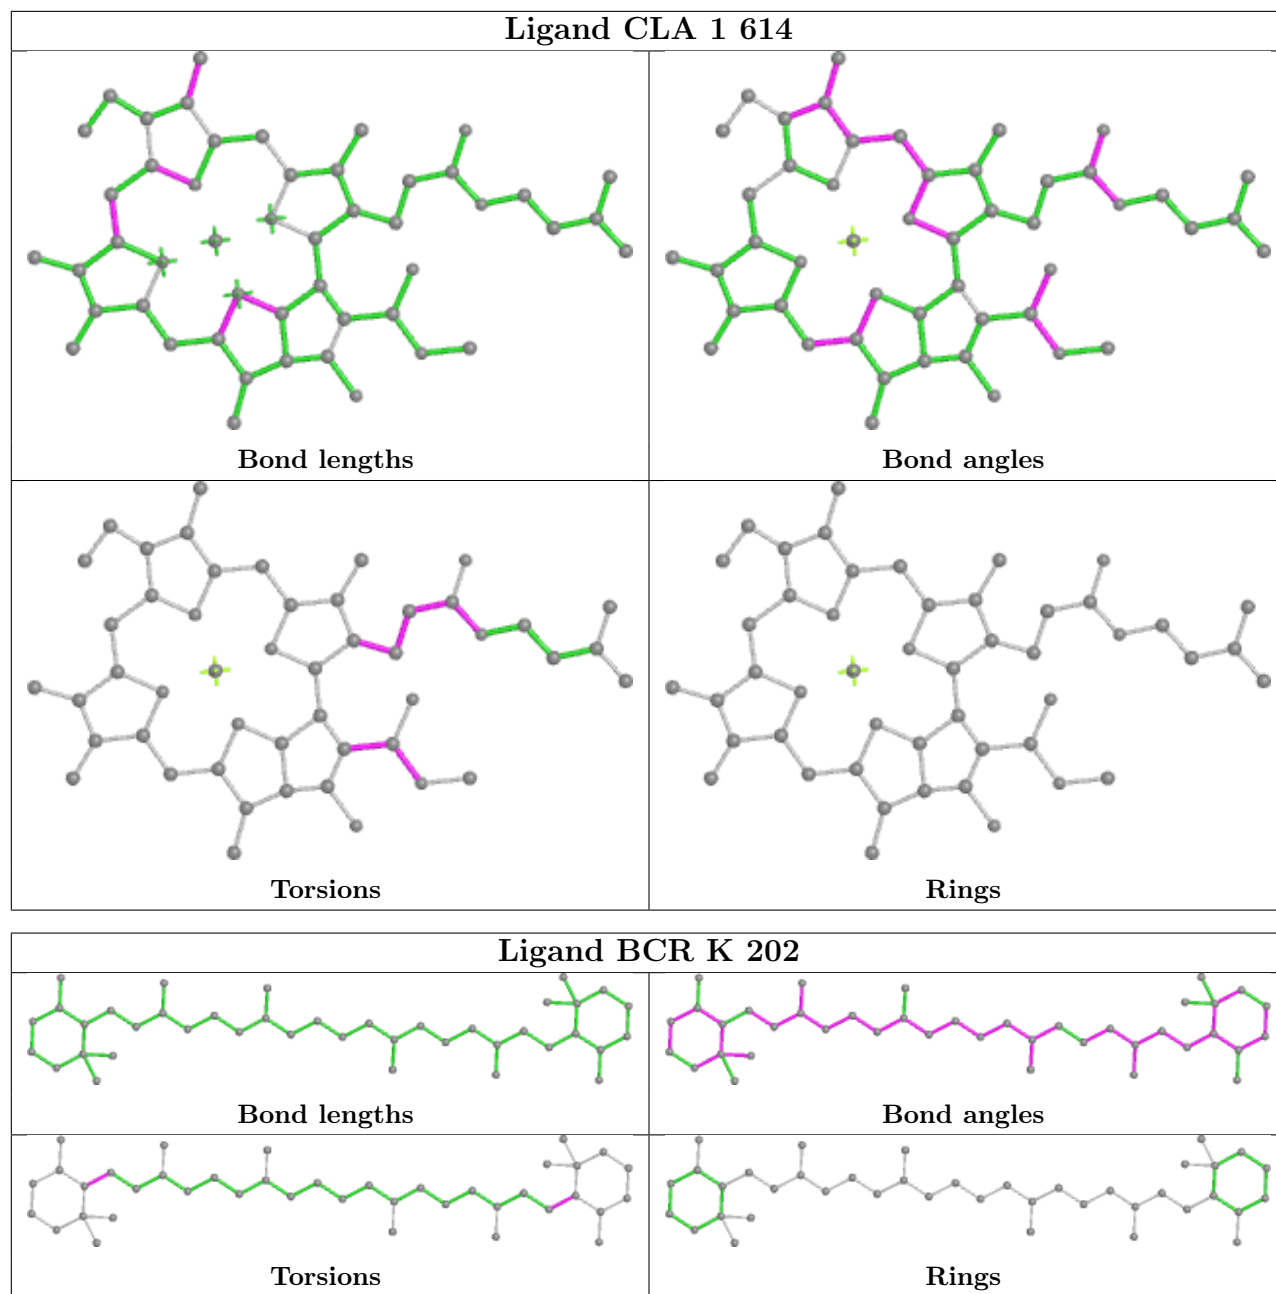 Ligand CLA 1 614
Bond lengths
Bond angles
Torsions
Rings
Ligand BCR K 202
Bond lengths
Bond angles
Torsions
Rings